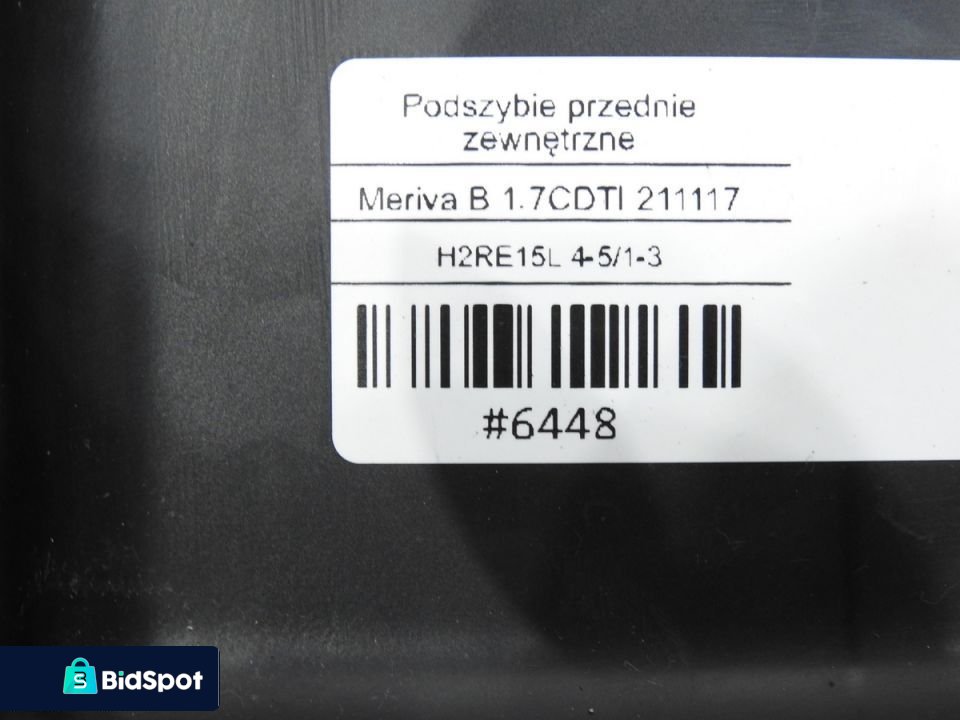 Podszybie przednie
zewnętrzne
Meriva B 1.7CDTI 211117
H2RE15L 4-5/1-3
#6448
BidSpot